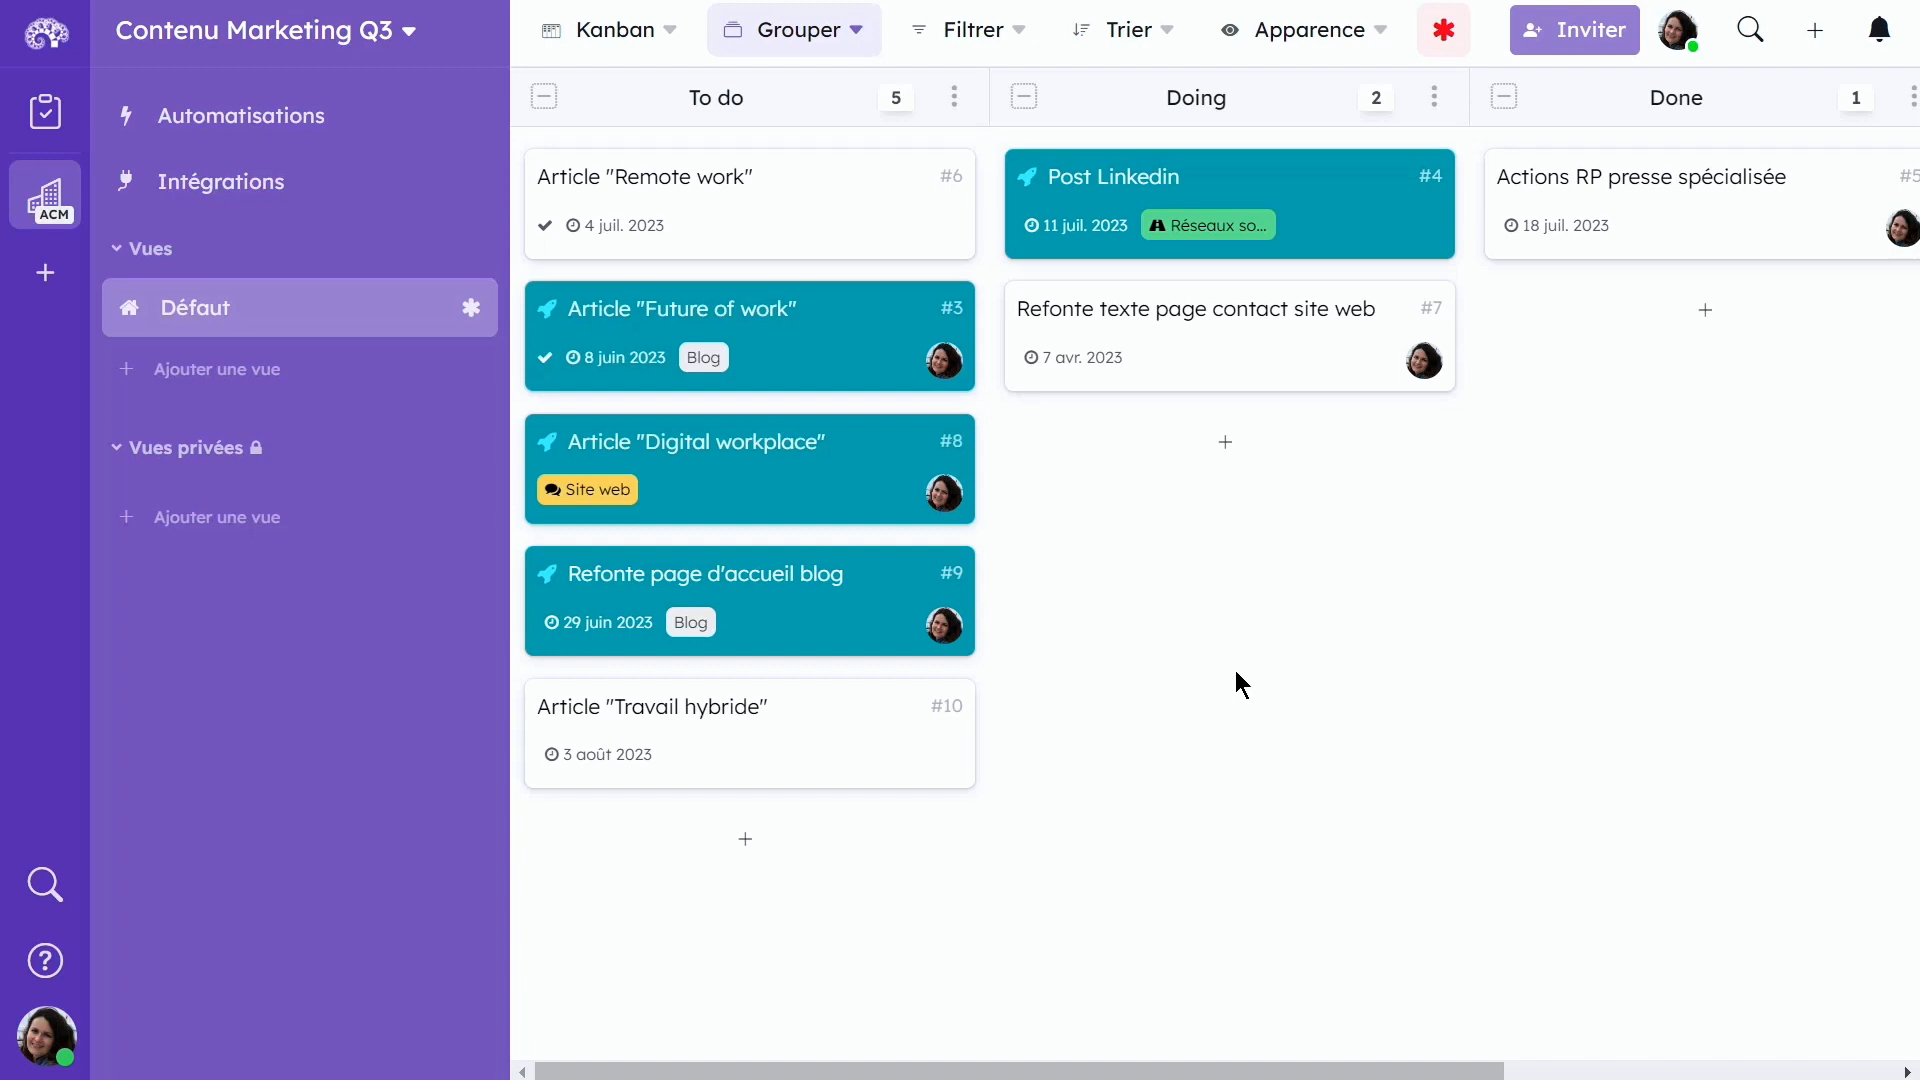 Contenu Marketing Q3
ACM
Automatisations
Intégrations
Vues
Défaut
Ajouter une vue
Vues privées
Ajouter une vue
Kanban
Grouper
Filtrer
Trier
Apparence
Inviter
To do 5
Article "Remote work" #6
4 juil. 2023
Article "Future of work" #3
8 juin 2023 Blog
Article "Digital workplace" #8
Site web
Refonte page d'accueil blog #9
29 juin 2023 Blog
Article "Travail hybride" #10
3 août 2023
Doing 2
Post Linkedin #4
11 juil. 2023 Réseaux so...
Refonte texte page contact site web #7
7 avr. 2023
Done 1
Actions RP presse spécialisée #5
18 juil. 2023